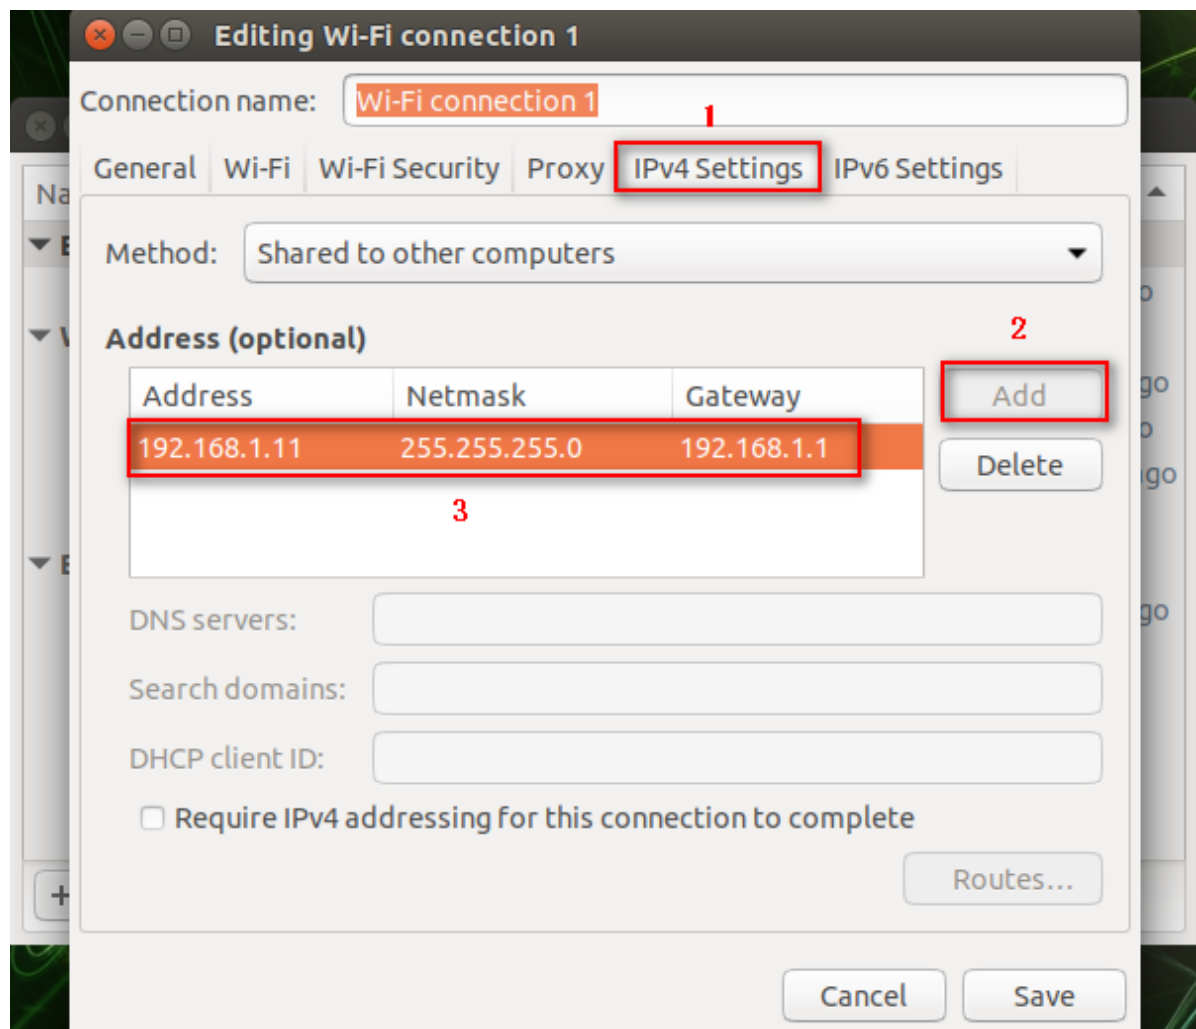 Editing Wi-Fi connection 1
Connection name: Wi-Fi connection 1
1
General Wi-Fi Wi-Fi Security Proxy IPv4 Settings IPv6 Settings
Method: Shared to other computers
Address (optional)
2
Address Netmask Gateway Add
192.168.1.11 255.255.255.0 192.168.1.1
Delete
3
DNS servers:
Search domains:
DHCP client ID:
Require IPv4 addressing for this connection to complete
Routes...
Cancel Save